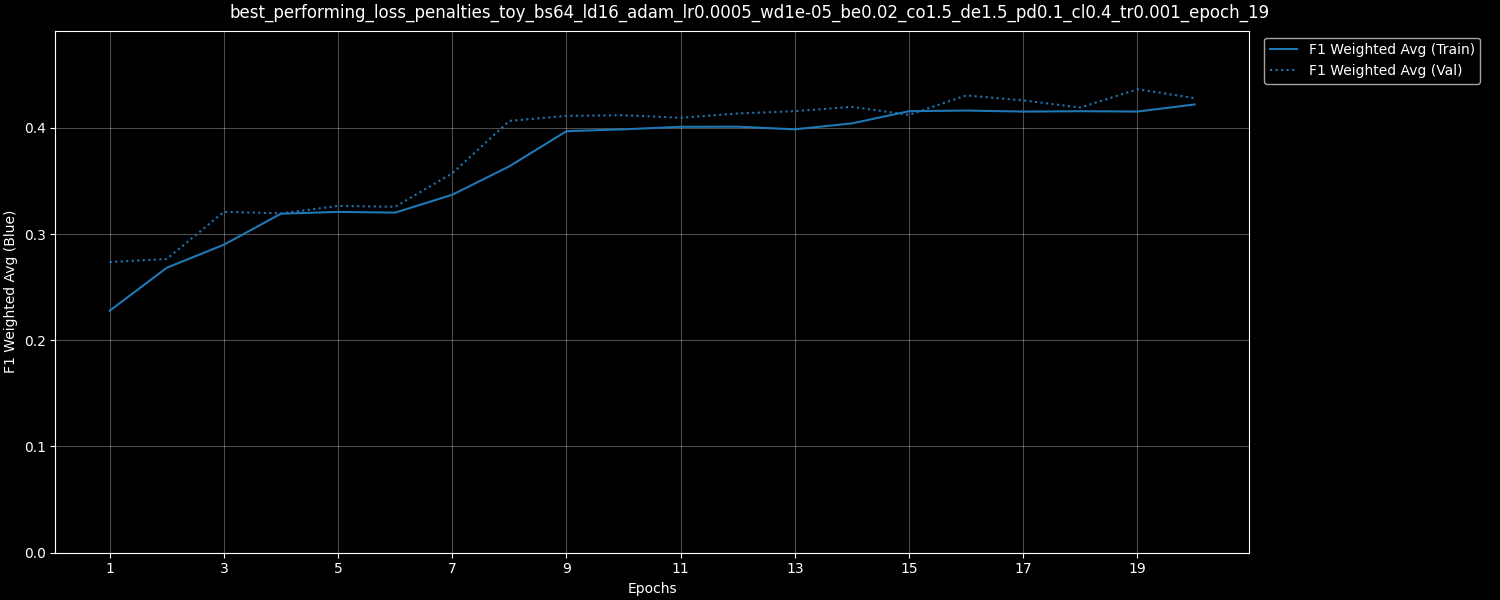 best_performing_loss_penalties_toy_bs64_ld16_adam_lr0.0005_wd1e-05_be0.02_co1.5_de1.5_pd0.1_cl0.4_tr0.001_epoch_19
F1 Weighted Avg (Train)
F1 Weighted Avg (Val)
F1 Weighted Avg (Blue)
0.4
0.3
0.2
0.1
0.0
1 3 5 7 9 11 13 15 17 19
Epochs